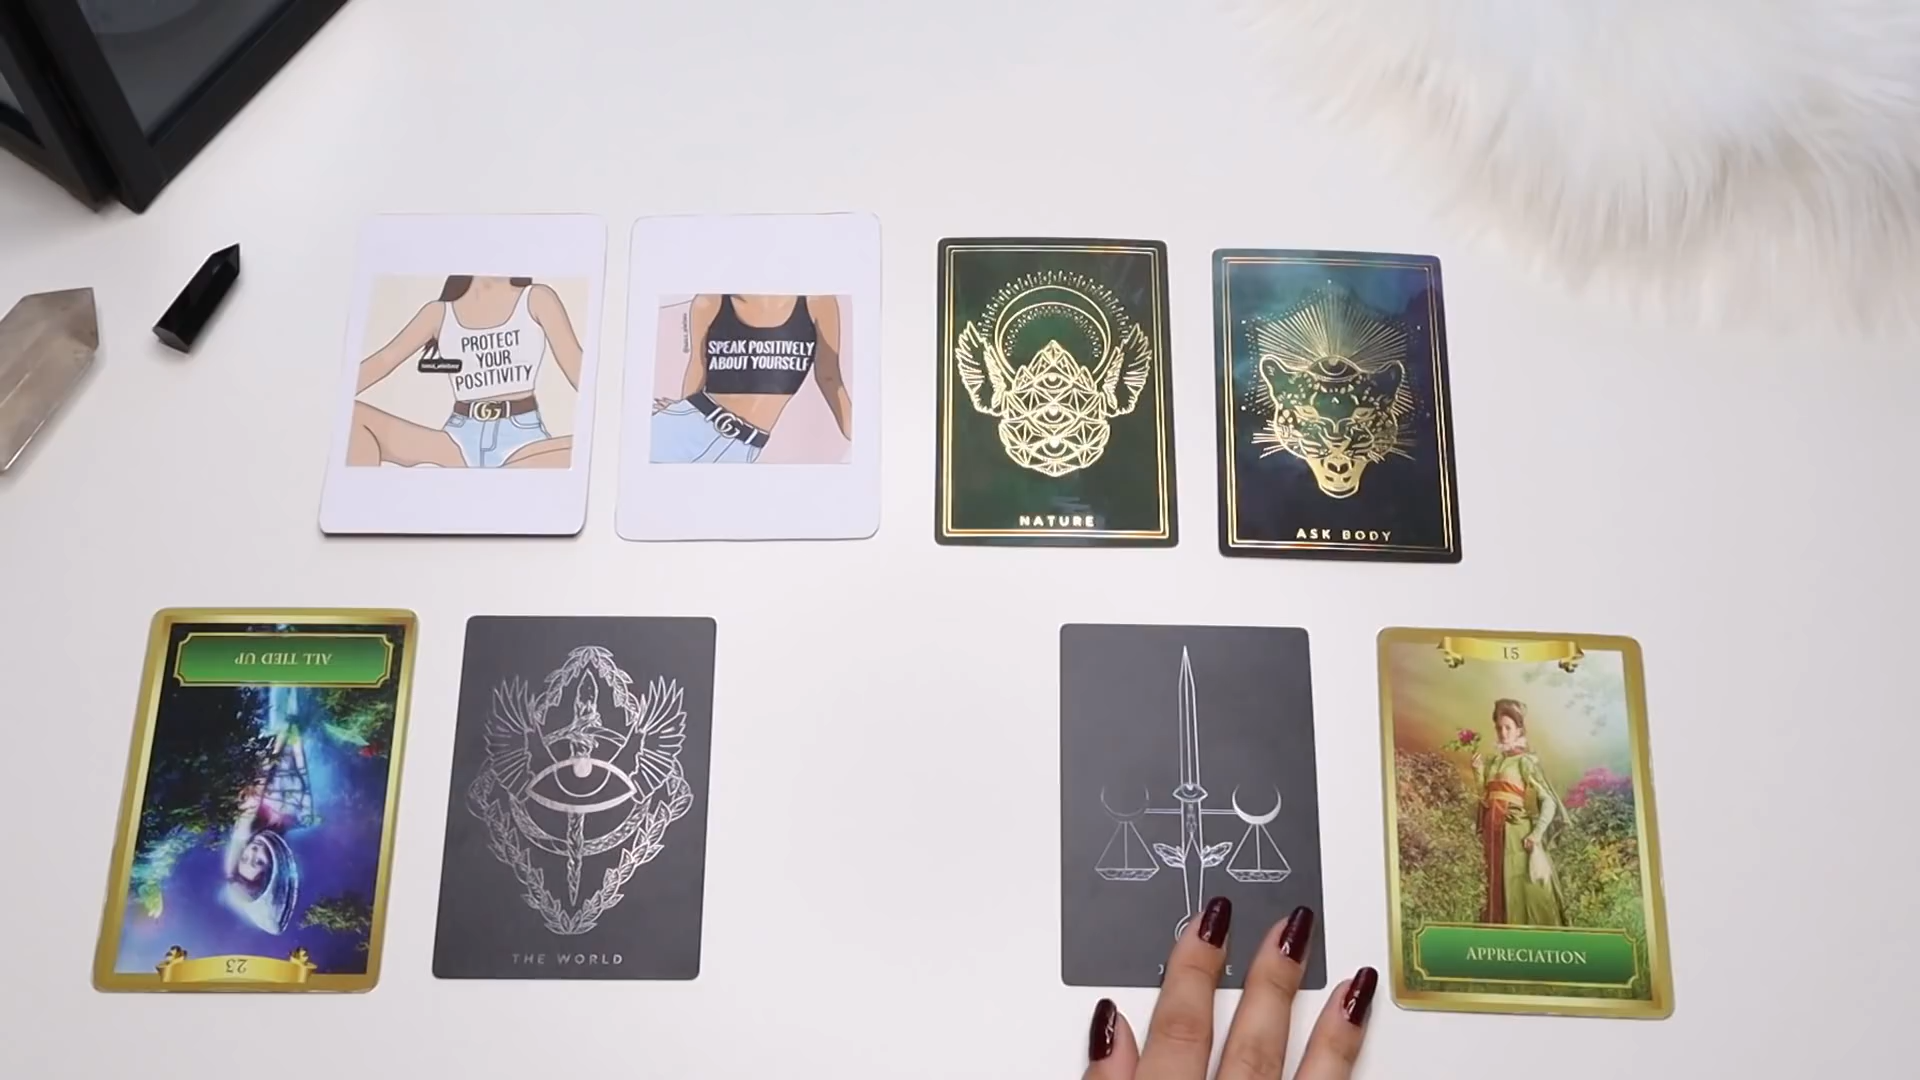 PROTECT
YOUR
POSITIVITY
SPEAK POSITIVELY
ABOUT YOURSELF
NATURE
ASK BODY
ALL TIED UP
23
THE WORLD
15
APPRECIATION